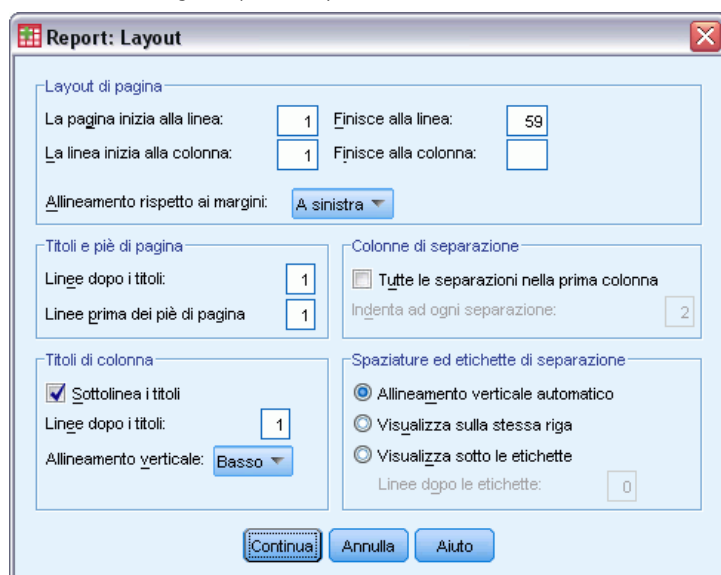 Report: Layout
Layout di pagina
La pagina inizia alla linea: 1 Finisce alla linea: 59
La linea inizia alla colonna: 1 Finisce alla colonna:
Allineamento rispetto ai margini: A sinistra
Titoli e piè di pagina
Linee dopo i titoli: 1
Linee prima dei piè di pagina 1
Colonne di separazione
Tutte le separazioni nella prima colonna
Indenta ad ogni separazione: 2
Titoli di colonna
Sottolinea i titoli
Linee dopo i titoli: 1
Allineamento verticale: Basso
Spaziature ed etichette di separazione
Allineamento verticale automatico
Visualizza sulla stessa riga
Visualizza sotto le etichette
Linee dopo le etichette: 0
Continua Annulla Aiuto